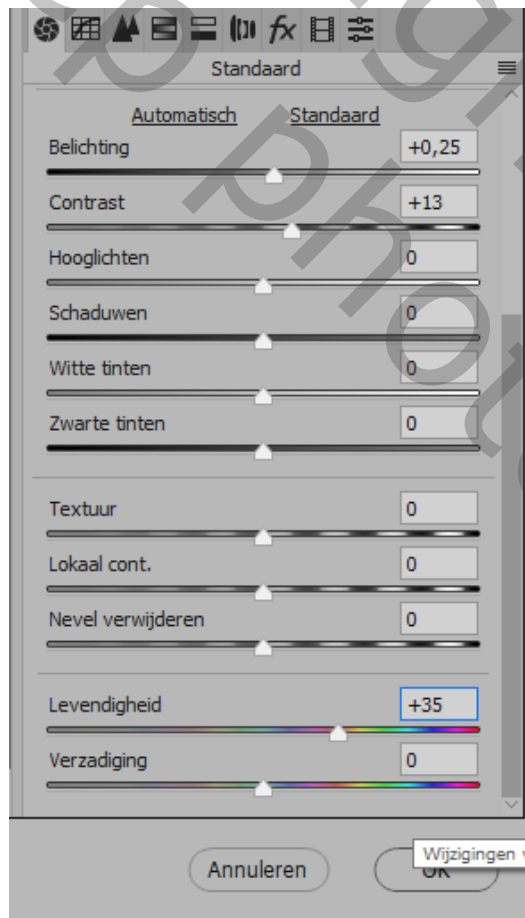 fx
Standaard
Automatisch Standaard
Belichting +0,25
Contrast +13
Hooglichten 0
Schaduwen 0
Witte tinten 0
Zwarte tinten 0
Textuur 0
Lokaal cont. 0
Nevel verwijderen 0
Levendigheid +35
Verzadiging 0
Wijzigingen
Annuleren OK